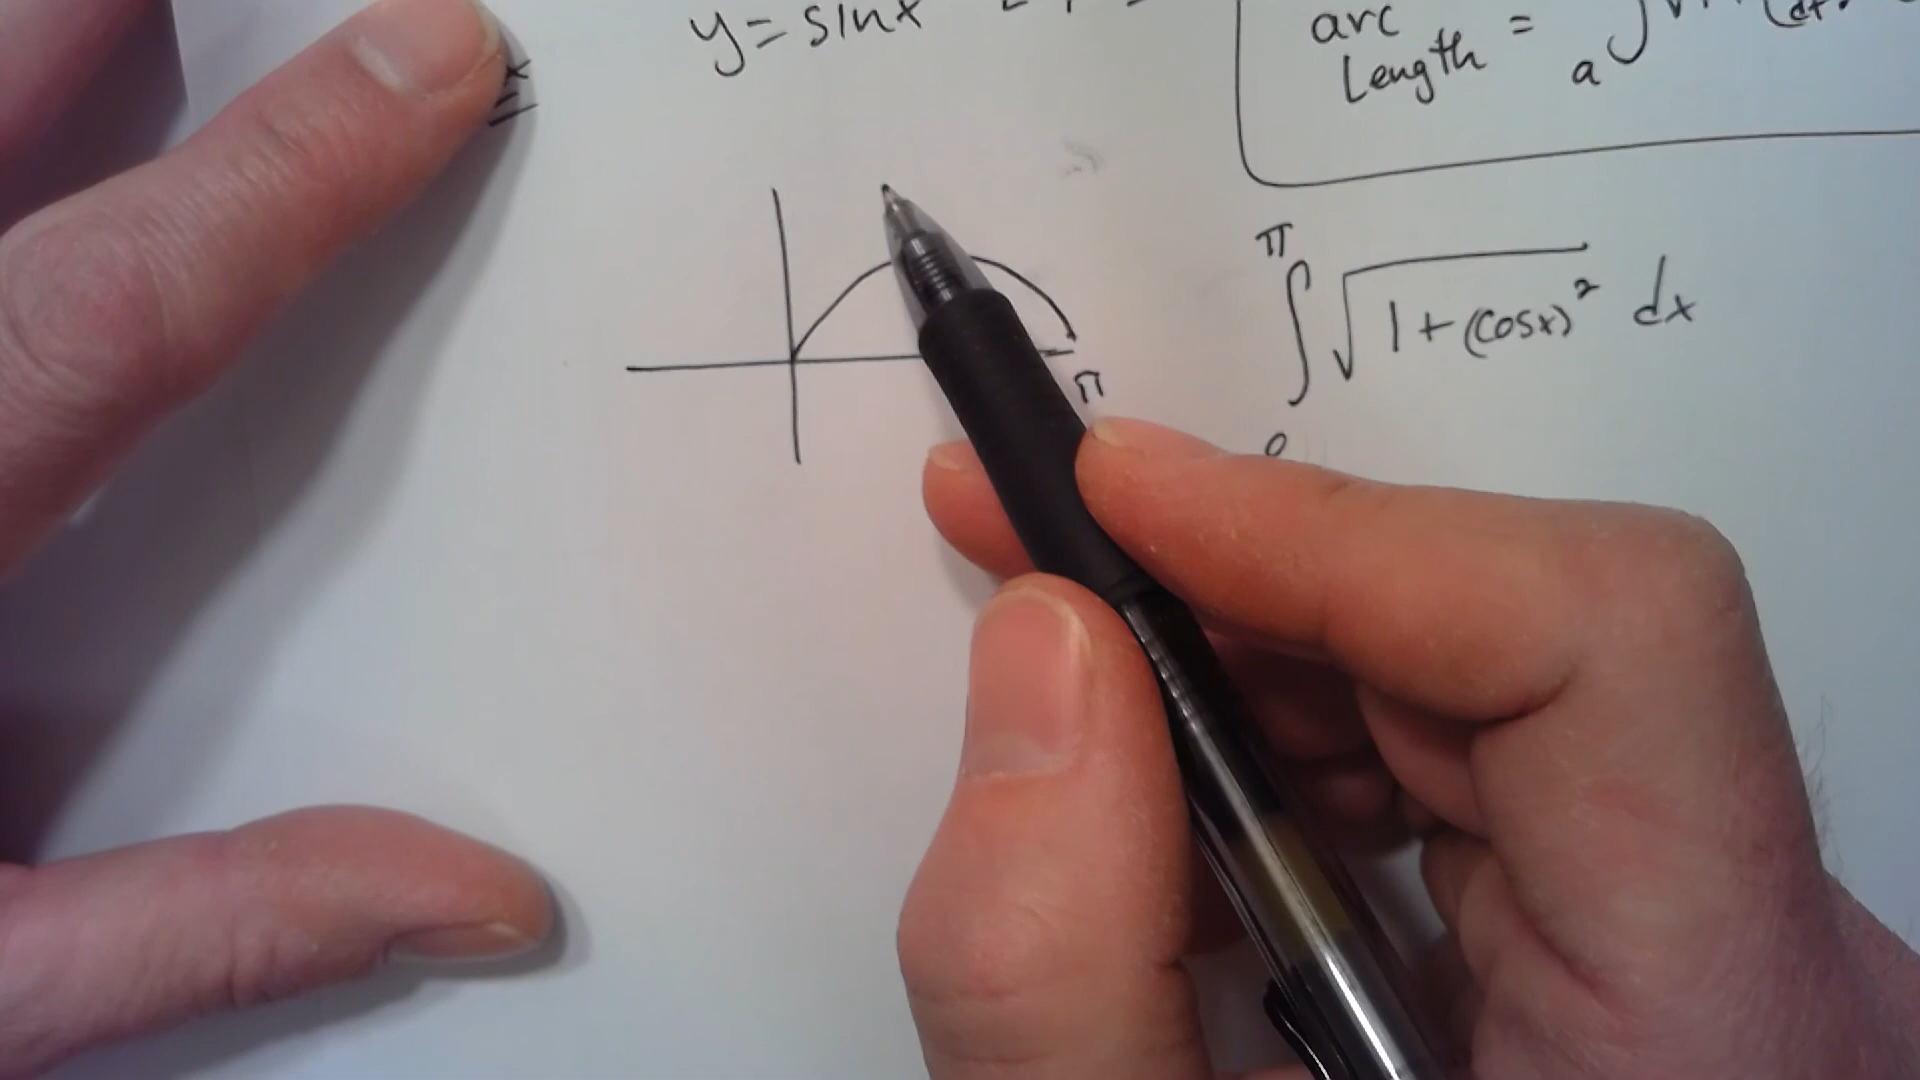 y = sinx
arc
Length = a∫
π
π
∫ √1 + (cosx)² dx
0